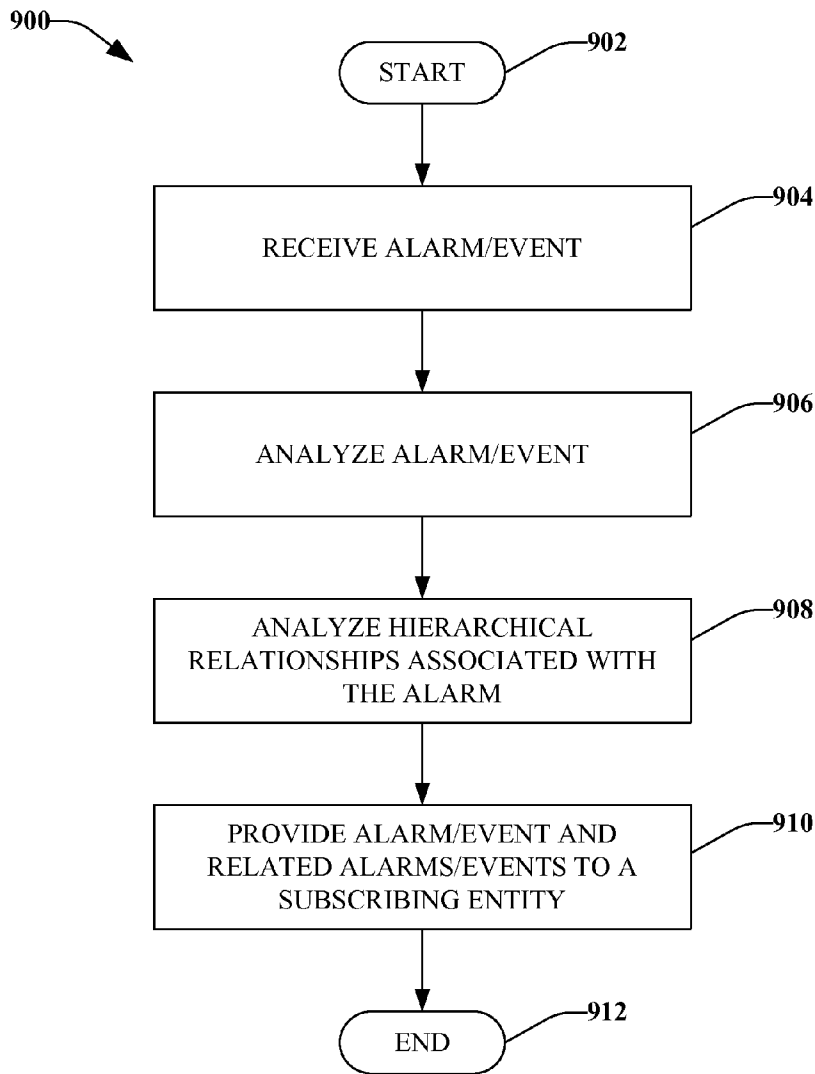 900
START
902
RECEIVE ALARM/EVENT
904
ANALYZE ALARM/EVENT
906
ANALYZE HIERARCHICAL
RELATIONSHIPS ASSOCIATED WITH
THE ALARM
908
PROVIDE ALARM/EVENT AND
RELATED ALARMS/EVENTS TO A
SUBSCRIBING ENTITY
910
END
912